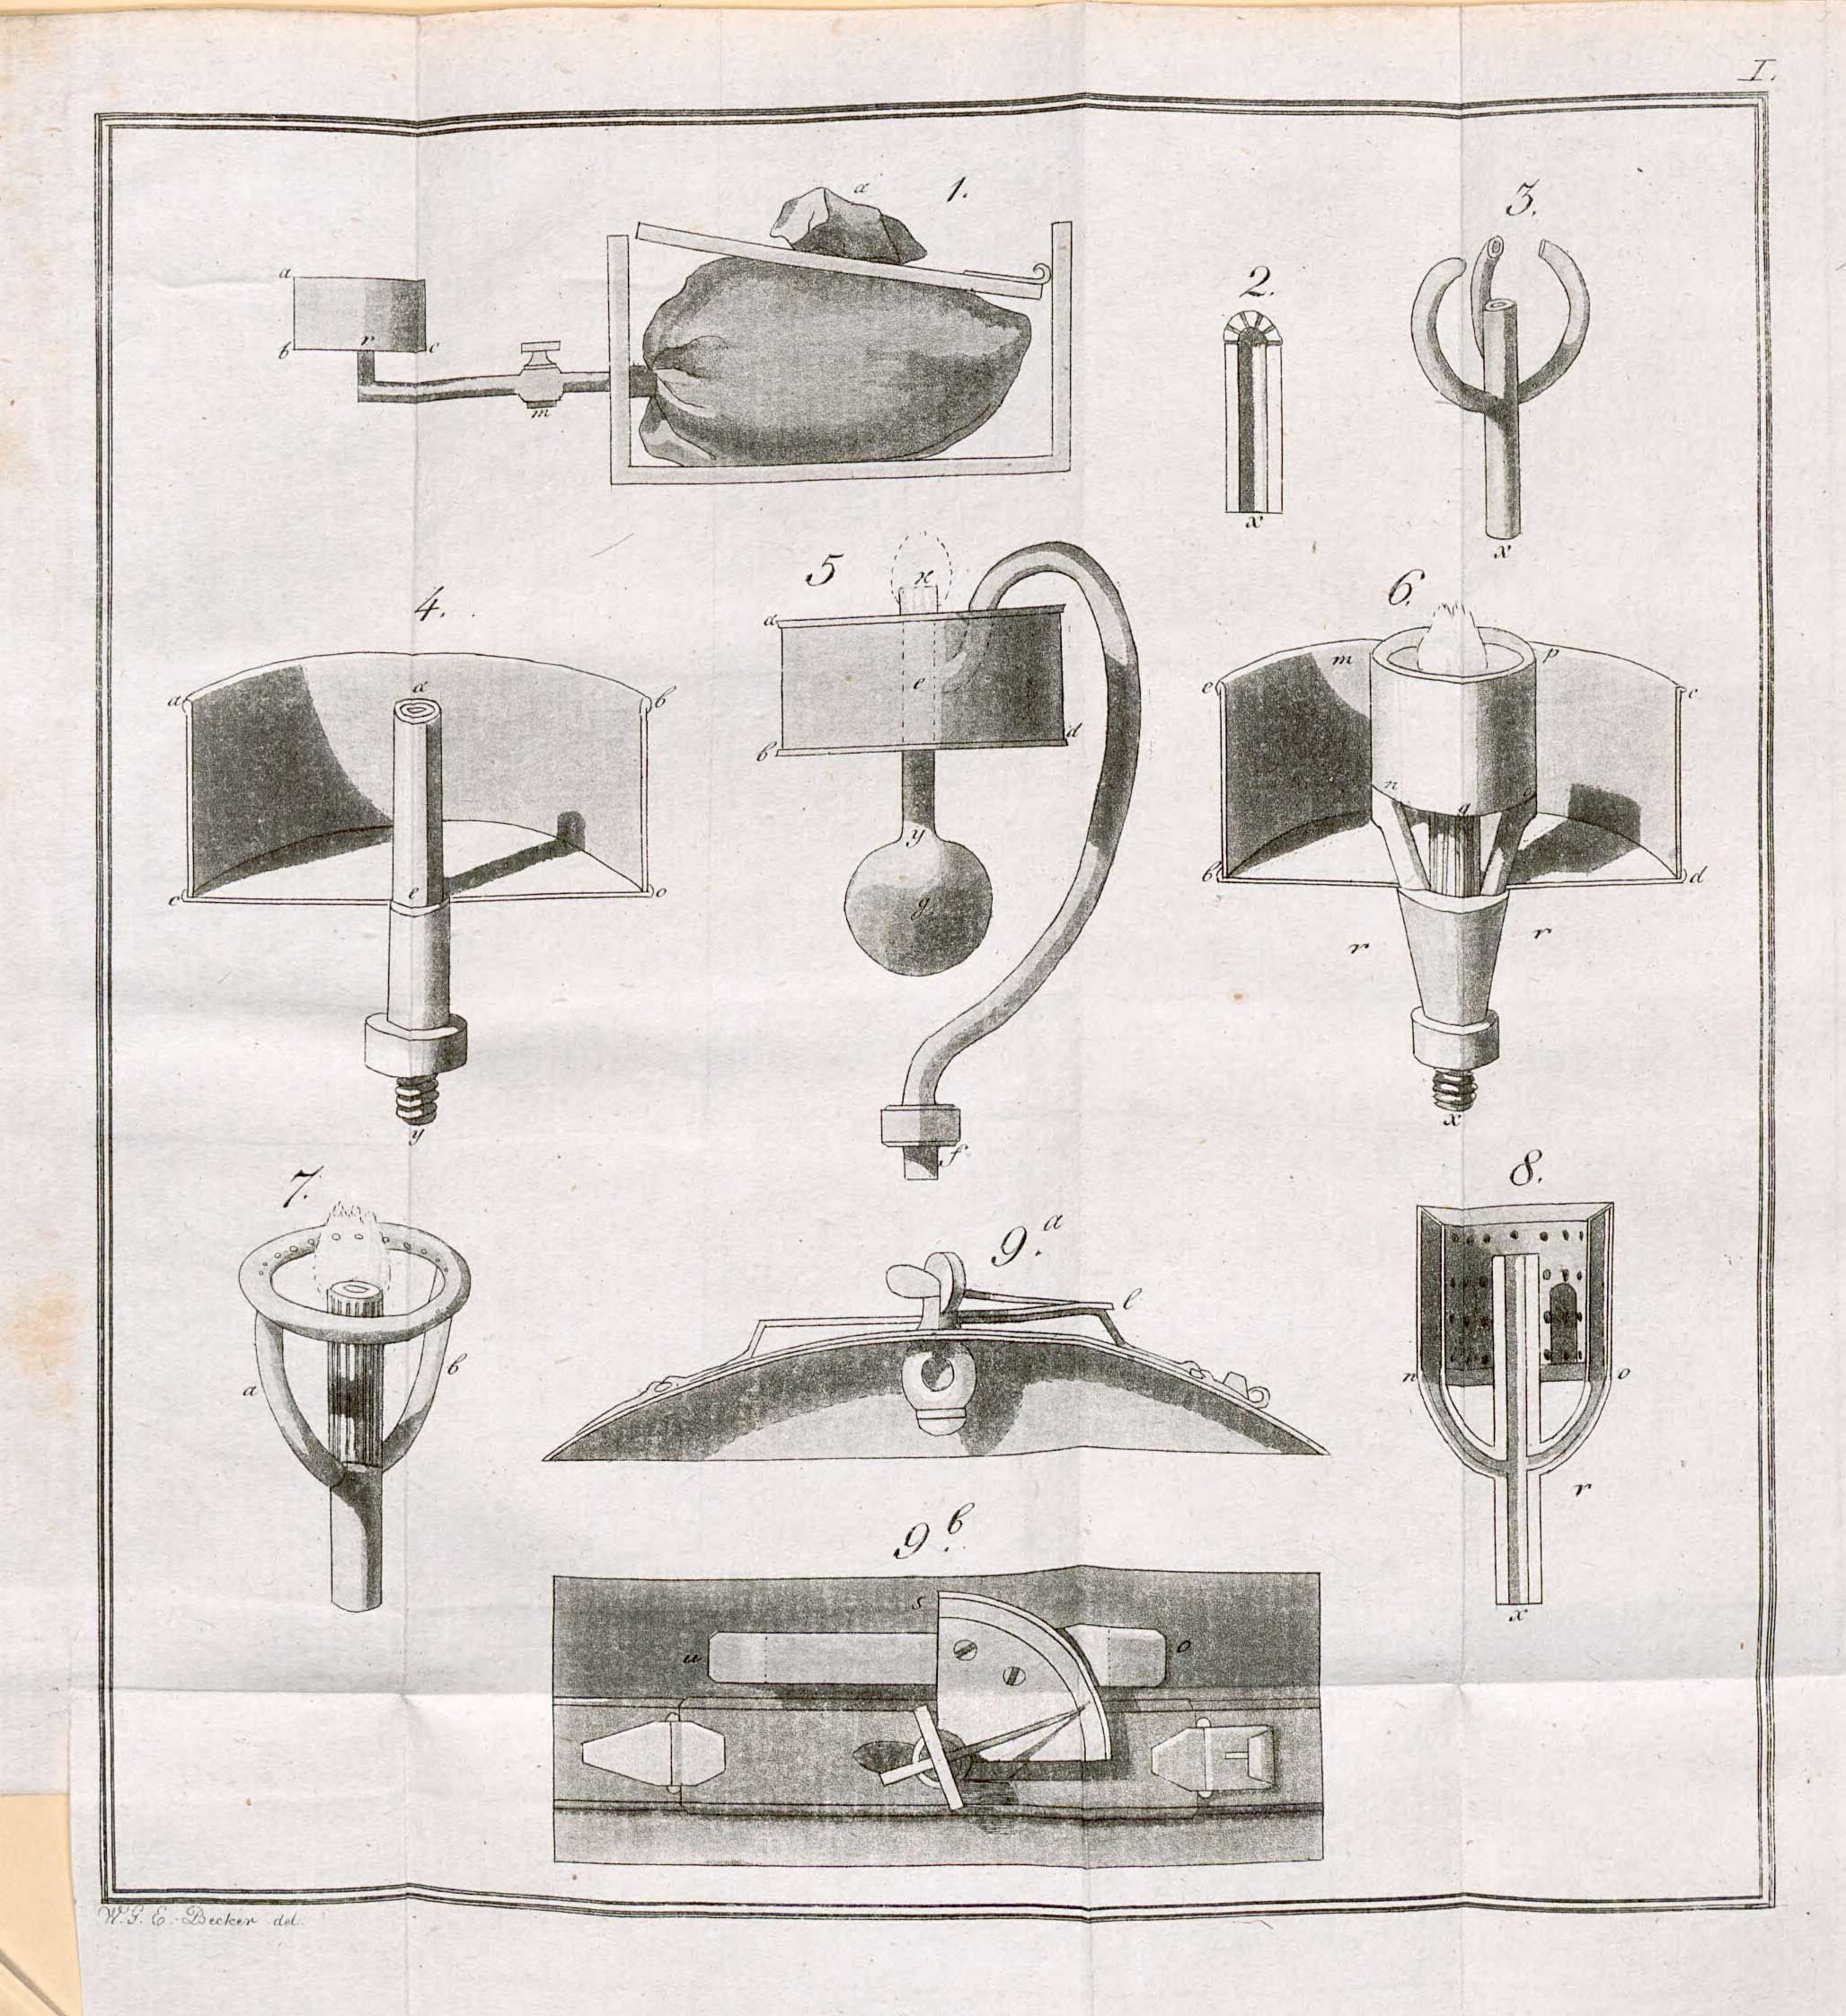 I.
1.
a
a
b
r
c
m
2.
x
3.
x
4.
a
a
b
e
c
o
y
5
x
a
e
b
d
y
g
f
6.
m
p
e
c
n
q
b
d
r
r
x
7.
a
b
8.
n
o
r
x
9.a
l
9.b
s
u
o
W. G. E. Becker del.